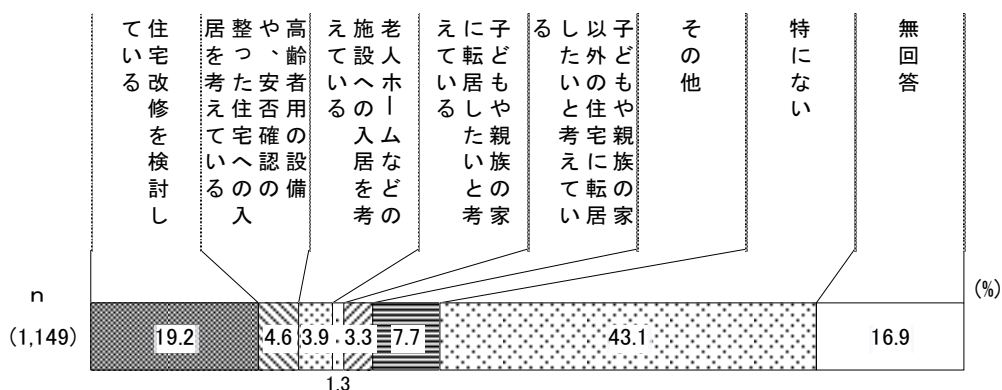 住宅改修を検討し
ている
高齢者用の設備
や、安否確認の
整った住宅への入
居を考えている
老人ホームなどの
施設への入居を考
えている
子どもや親族の家
に転居したいと考
えている
子どもや親族の家
以外の住宅に転居
したいと考えてい
る
その他
特にない
無回答
n
(%)
(1,149)
19.2
4.6
3.9
3.3
7.7
43.1
16.9
1.3